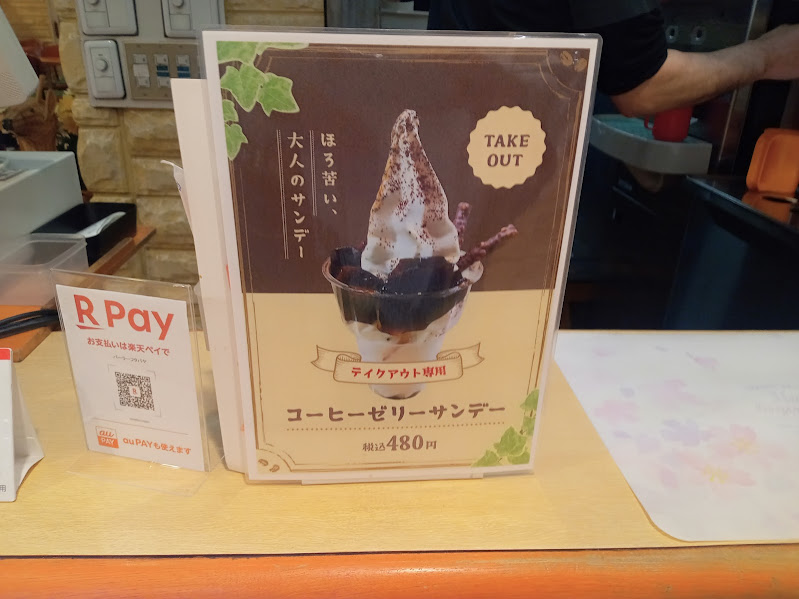 ほろ苦い、
大人のサンデー
TAKE
OUT
テイクアウト専用
コーヒーゼリーサンデー
税込480円
R Pay
お支払いは楽天ペイで
au
PAY
au PAYも使えます
用